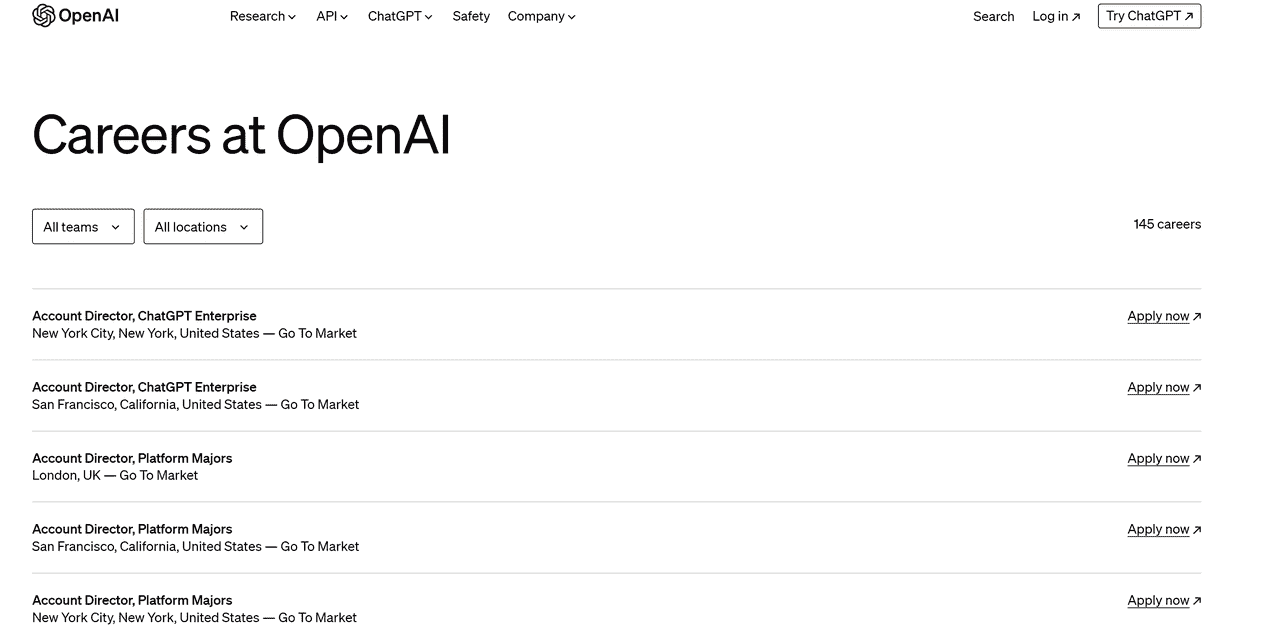 OpenAI Research API ChatGPT Safety Company Search Log in ↗ Try ChatGPT ↗
Careers at OpenAI
All teams All locations 145 careers
Account Director, ChatGPT Enterprise Apply now ↗
New York City, New York, United States — Go To Market
Account Director, ChatGPT Enterprise Apply now ↗
San Francisco, California, United States — Go To Market
Account Director, Platform Majors Apply now ↗
London, UK — Go To Market
Account Director, Platform Majors Apply now ↗
San Francisco, California, United States — Go To Market
Account Director, Platform Majors Apply now ↗
New York City, New York, United States — Go To Market